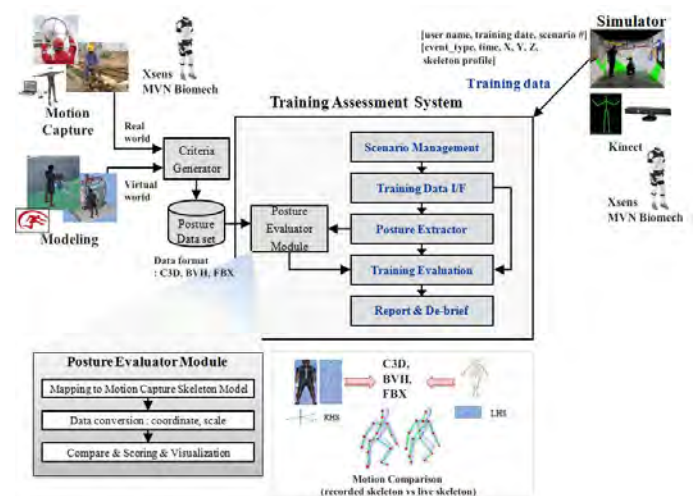 Simulator
[user name, training date, scenario #]
[event_type, time, X, Y, Z,
skeleton profile]
Training data
Xsens
MVN Biomech
Motion
Capture
Training Assessment System
Real
world
Criteria
Generator
Virtual
world
Modeling
Posture
Data set
Data format
: C3D, BVH, FBX
Posture
Evaluator
Module
Scenario Management
Training Data I/F
Posture Extractor
Training Evaluation
Report & De-brief
Kinect
Xsens
MVN Biomech
Posture Evaluator Module
Mapping to Motion Capture Skeleton Model
Data conversion : coordinate, scale
Compare & Scoring & Visualization
C3D,
BVH,
FBX
RHS
LHS
Motion Comparison
(recorded skeleton vs live skeleton)